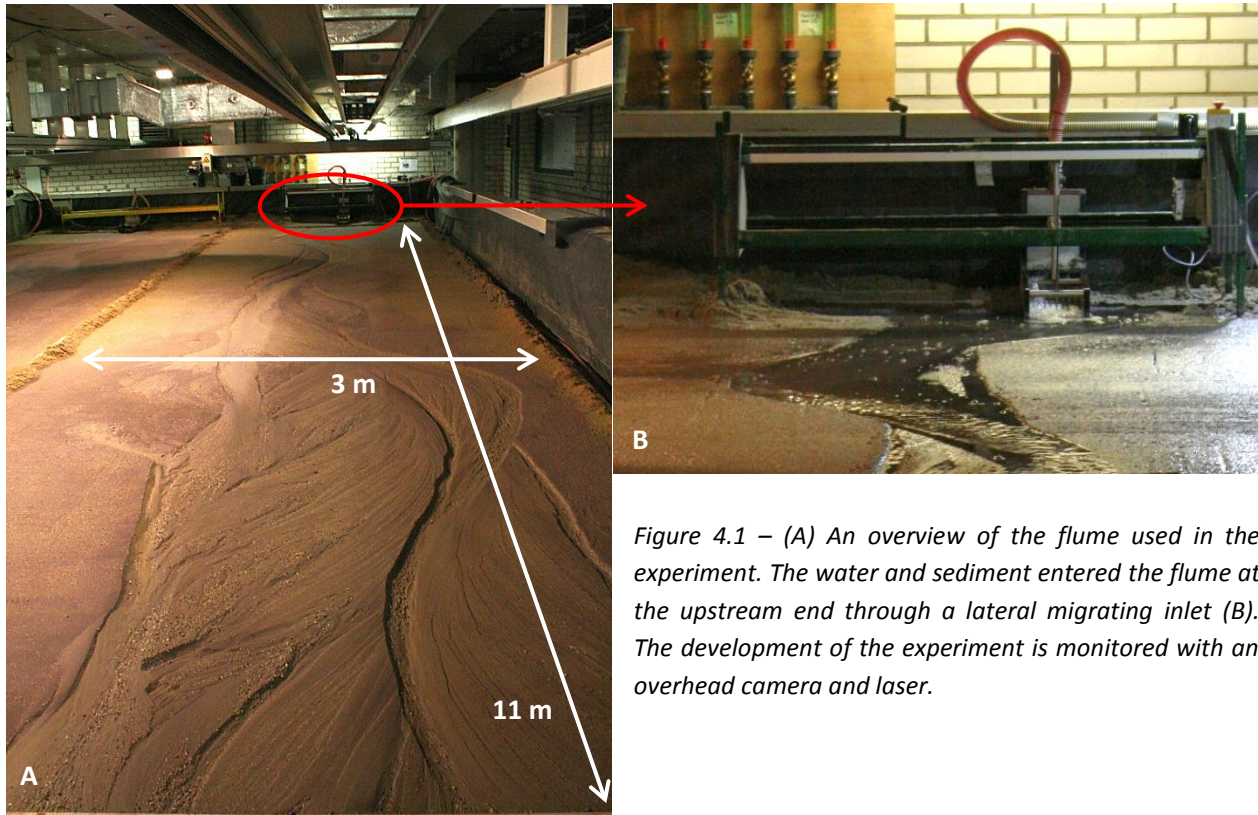 3 m
11 m
A
B
Figure 4.1 – (A) An overview of the flume used in the
experiment. The water and sediment entered the flume at
the upstream end through a lateral migrating inlet (B).
The development of the experiment is monitored with an
overhead camera and laser.